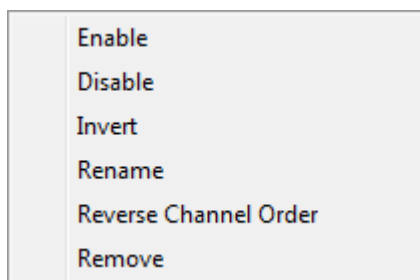 Enable
Disable
Invert
Rename
Reverse Channel Order
Remove